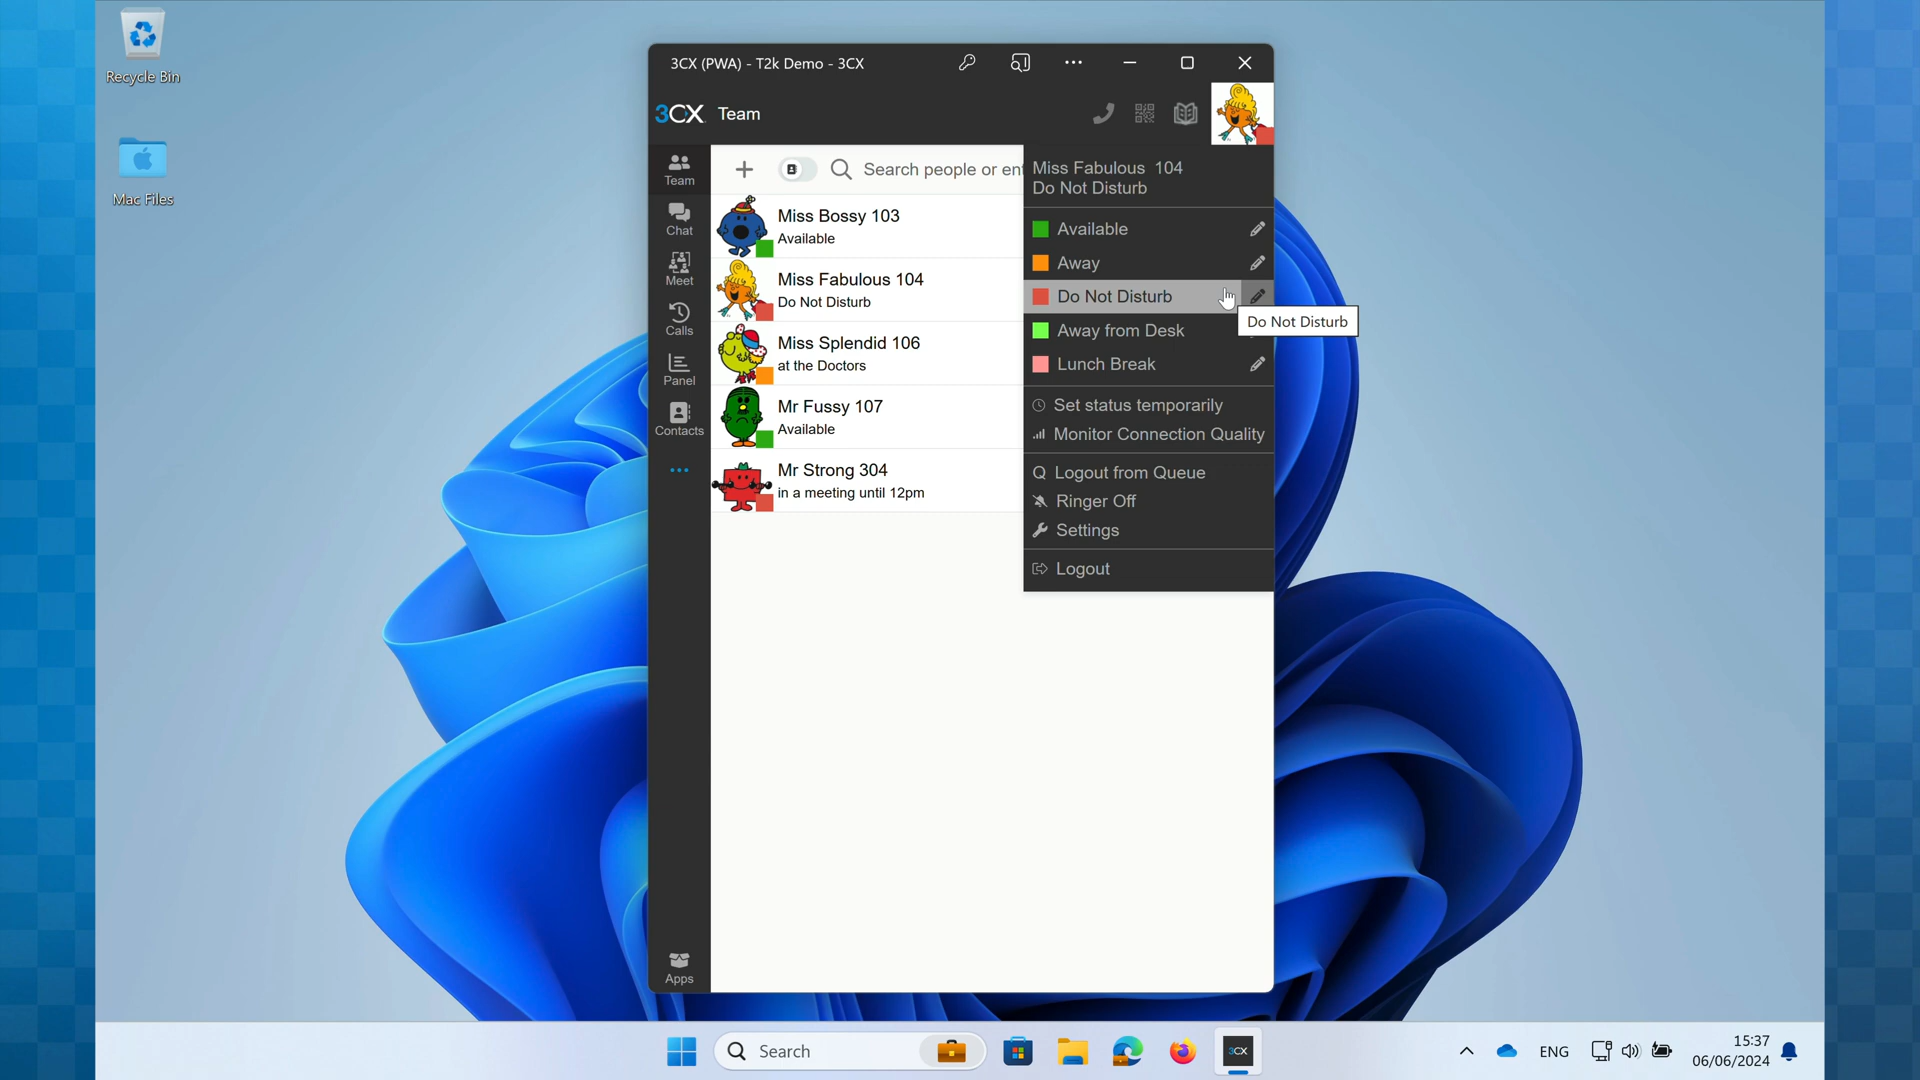 Recycle Bin
Mac Files
3CX (PWA) - T2k Demo - 3CX
3CX Team
Team
Chat
Meet
Calls
Panel
Contacts
Apps
Search people or ent
Miss Bossy 103
Available
Miss Fabulous 104
Do Not Disturb
Miss Splendid 106
at the Doctors
Mr Fussy 107
Available
Mr Strong 304
in a meeting until 12pm
Miss Fabulous 104
Do Not Disturb
Available
Away
Do Not Disturb
Do Not Disturb
Away from Desk
Lunch Break
Set status temporarily
Monitor Connection Quality
Q Logout from Queue
Ringer Off
Settings
Logout
Search
3CX
ENG
15:37
06/06/2024